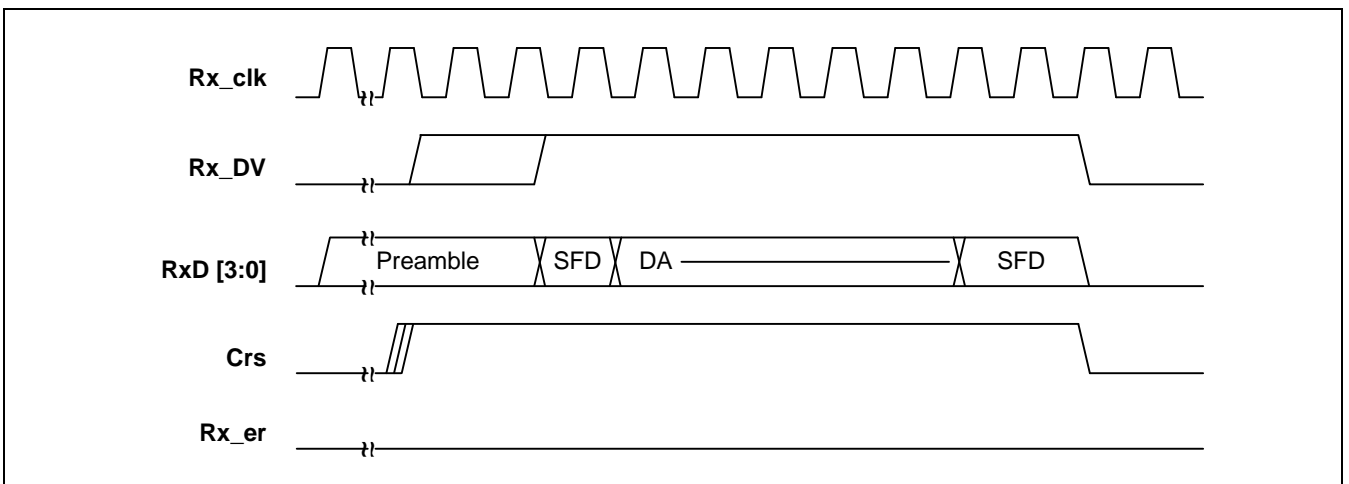 Rx_clk
Rx_DV
RxD [3:0] Preamble SFD DA SFD
Crs
Rx_er